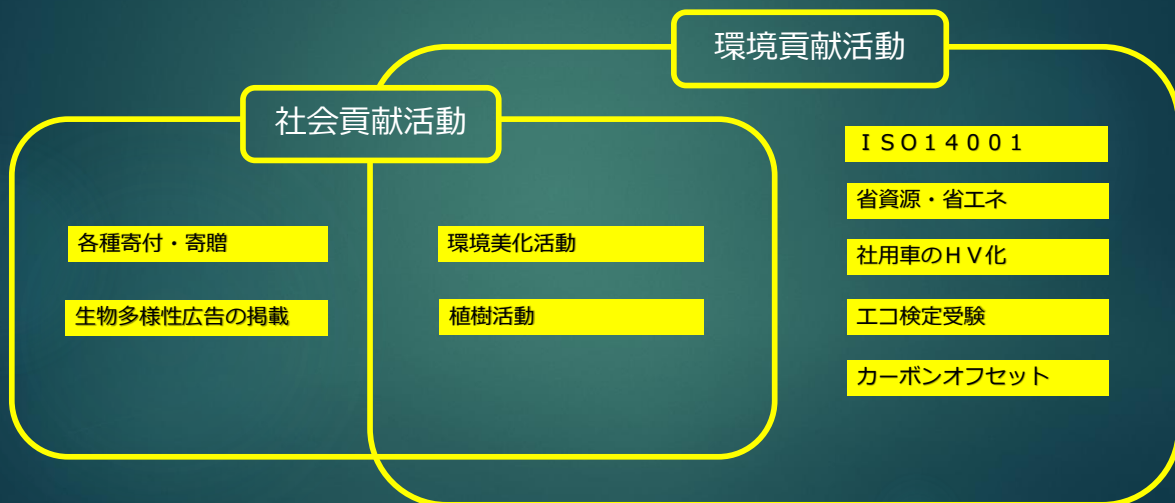 環境貢献活動
社会貢献活動
各種寄付・寄贈
生物多様性広告の掲載
環境美化活動
植樹活動
ＩＳＯ１４００１
省資源・省エネ
社用車のＨＶ化
エコ検定受験
カーボンオフセット